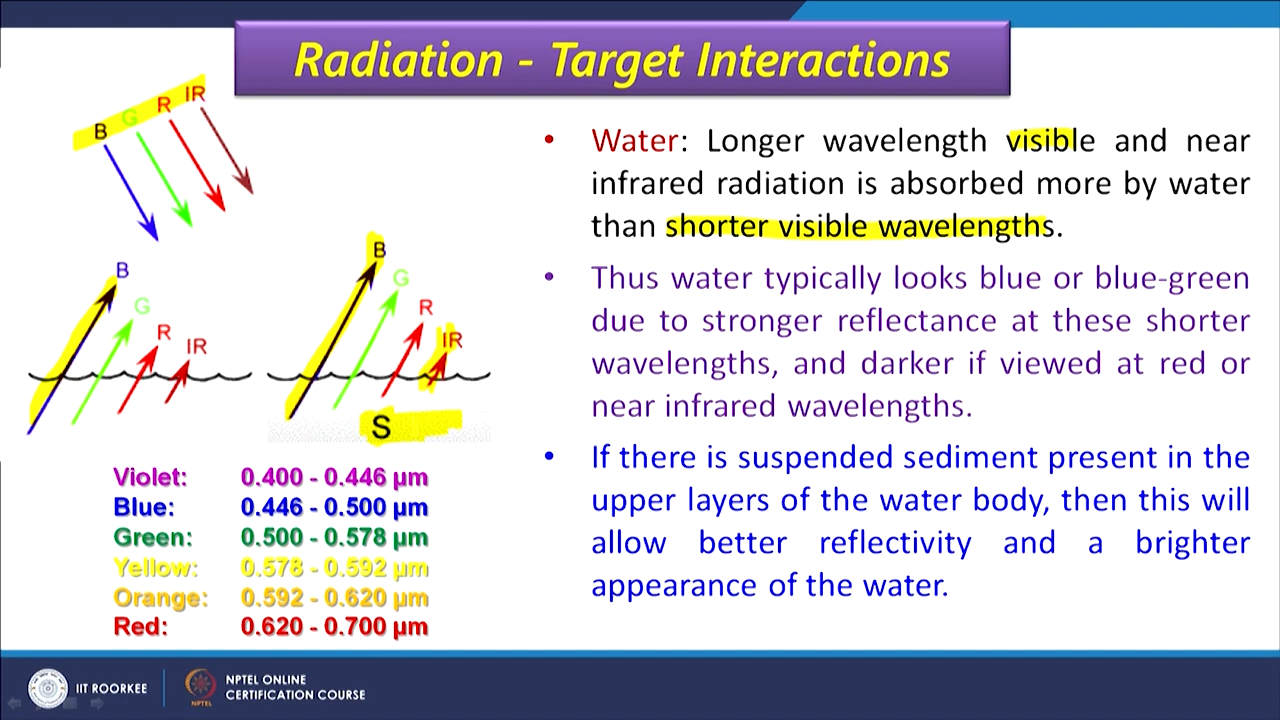 Radiation - Target Interactions
B G R IR
B
G
R
IR
B
G
R
IR
S
Violet: 0.400 - 0.446 µm
Blue: 0.446 - 0.500 µm
Green: 0.500 - 0.578 µm
Yellow: 0.578 - 0.592 µm
Orange: 0.592 - 0.620 µm
Red: 0.620 - 0.700 µm
• Water: Longer wavelength visible and near
infrared radiation is absorbed more by water
than shorter visible wavelengths.
• Thus water typically looks blue or blue-green
due to stronger reflectance at these shorter
wavelengths, and darker if viewed at red or
near infrared wavelengths.
• If there is suspended sediment present in the
upper layers of the water body, then this will
allow better reflectivity and a brighter
appearance of the water.
IIT ROORKEE
NPTEL
NPTEL ONLINE
CERTIFICATION COURSE